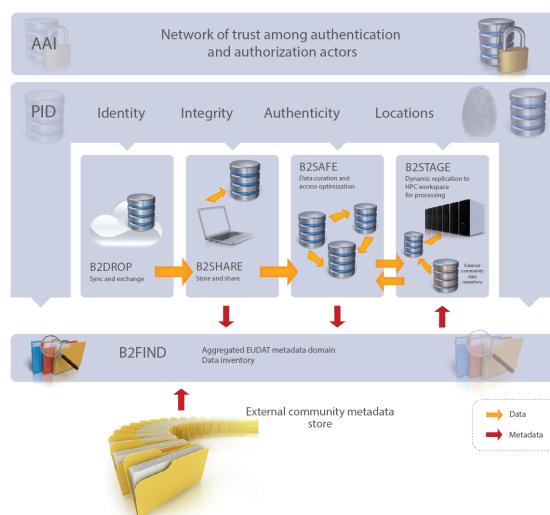 AAI
Network of trust among authentication
and authorization actors
PID
Identity
Integrity
Authenticity
Locations
B2DROP
Sync and exchange
B2SHARE
Store and share
B2SAFE
Data curation and
access optimization
B2STAGE
Dynamic replication to
HPC workspace
for processing
External
community
data
repository
B2FIND
Aggregated EUDAT metadata domain
Data inventory
External community metadata
store
Data
Metadata